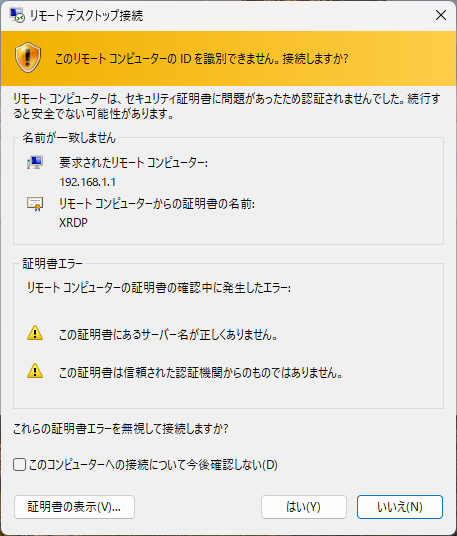 リモート デスクトップ接続
このリモート コンピューターの ID を識別できません。接続しますか?
リモート コンピューターは、セキュリティ証明書に問題があったため認証されませんでした。続行す
ると安全でない可能性があります。
名前が一致しません
要求されたリモート コンピューター:
192.168.1.1
リモート コンピューターからの証明書の名前:
XRDP
証明書エラー
リモート コンピューターの証明書の確認中に発生したエラー:
この証明書にあるサーバー名が正しくありません。
この証明書は信頼された認証機関からのものではありません。
これらの証明書エラーを無視して接続しますか?
このコンピューターへの接続について今後確認しない(D)
証明書の表示(V)... はい(Y) いいえ(N)